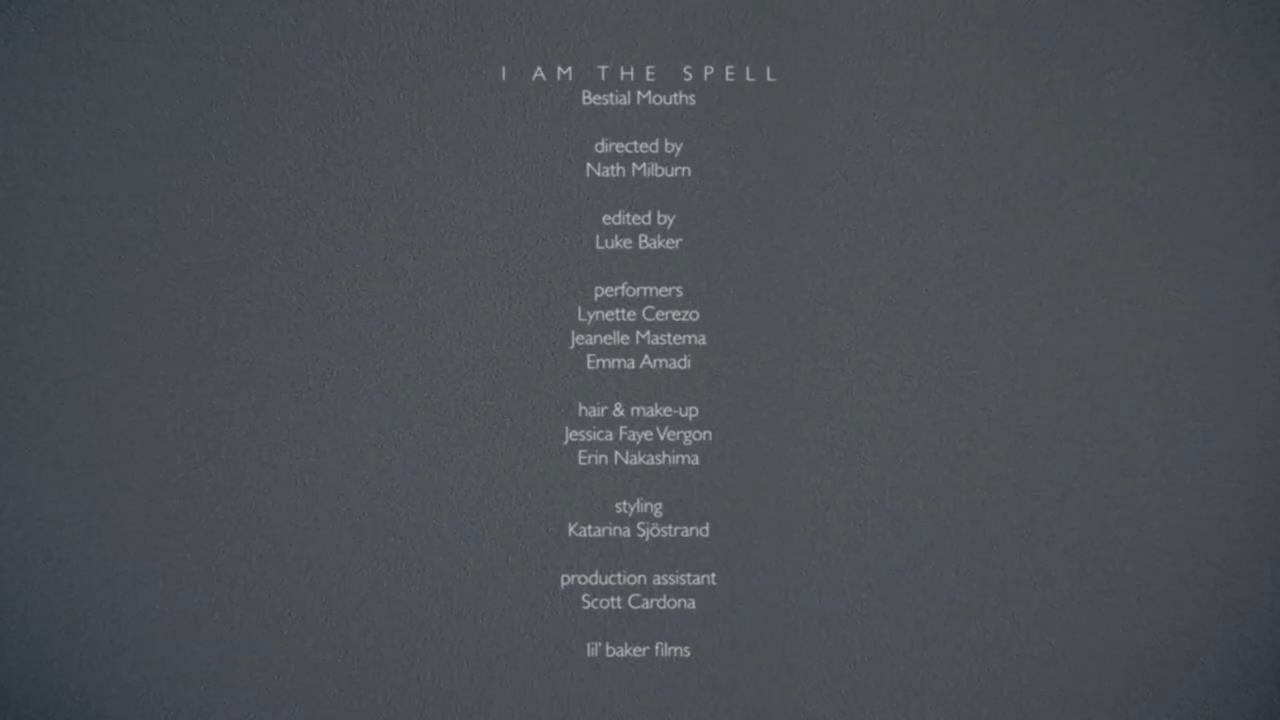 I AM THE SPELL
Bestial Mouths
directed by
Nath Milburn
edited by
Luke Baker
performers
Lynette Cerezo
Jeanelle Mastema
Emma Amadi
hair & make-up
Jessica Faye Vergon
Erin Nakashima
styling
Katarina Sjöstrand
production assistant
Scott Cardona
lil' baker films